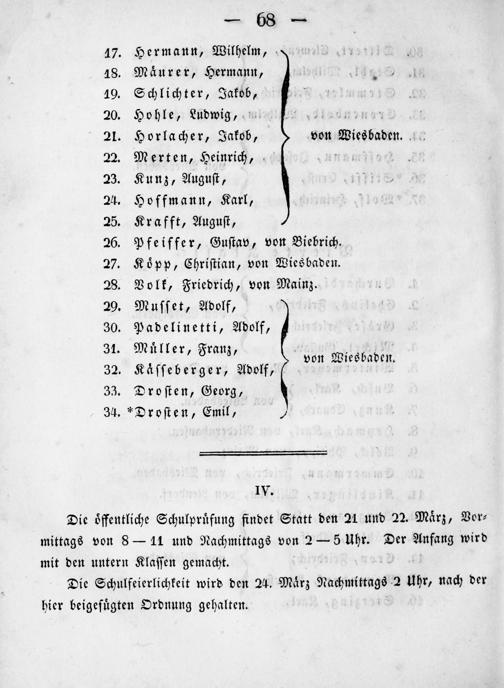 — 68 —
17. Hermann, Wilhelm,
18. Mäurer, Hermann,
19. Schlichter, Jakob,
20. Hohle, Ludwig,
21. Horlacher, Jakob,
von Wiesbaden.
22. Merten, Heinrich,
23. Kunz, August,
24. Hoffmann, Karl,
25. Krafft, August,
26. Pfeiffer, Gustav, von Biebrich.
27. Köpp, Christian, von Wiesbaden.
28. Volk, Friedrich, von Mainz.
29. Musset, Adolf,
30. Padelinetti, Adolf,
31. Müller, Franz,
von Wiesbaden.
32. Kässeberger, Adolf,
33. Drosten, Georg,
34. *Drosten, Emil,
IV.
Die öffentliche Schulprüfung findet Statt den 21 und 22. März, Vor-
mittags von 8 — 11 und Nachmittags von 2 — 5 Uhr. Der Anfang wird
mit den untern Klassen gemacht.
Die Schulfeierlichkeit wird den 24. März Nachmittags 2 Uhr, nach der
hier beigefügten Ordnung gehalten.